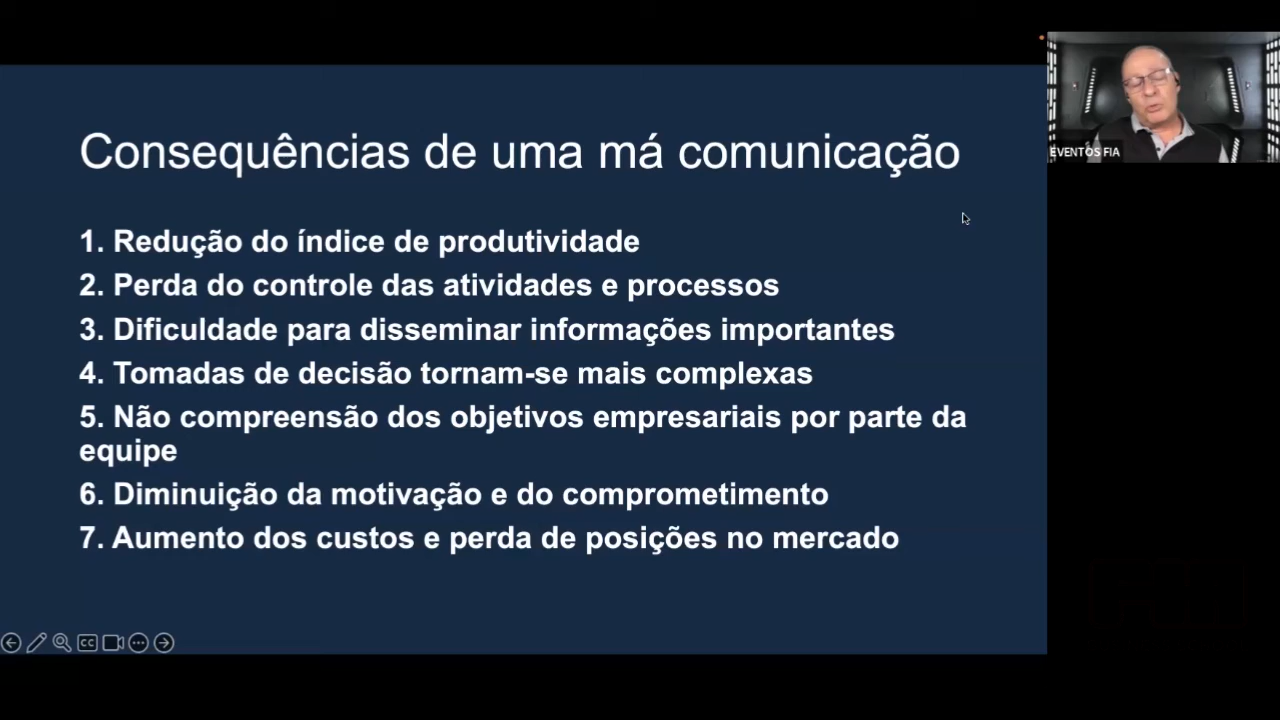 Consequências de uma má comunicação
1. Redução do índice de produtividade
2. Perda do controle das atividades e processos
3. Dificuldade para disseminar informações importantes
4. Tomadas de decisão tornam-se mais complexas
5. Não compreensão dos objetivos empresariais por parte da
equipe
6. Diminuição da motivação e do comprometimento
7. Aumento dos custos e perda de posições no mercado
EVENTOS FIA
CC